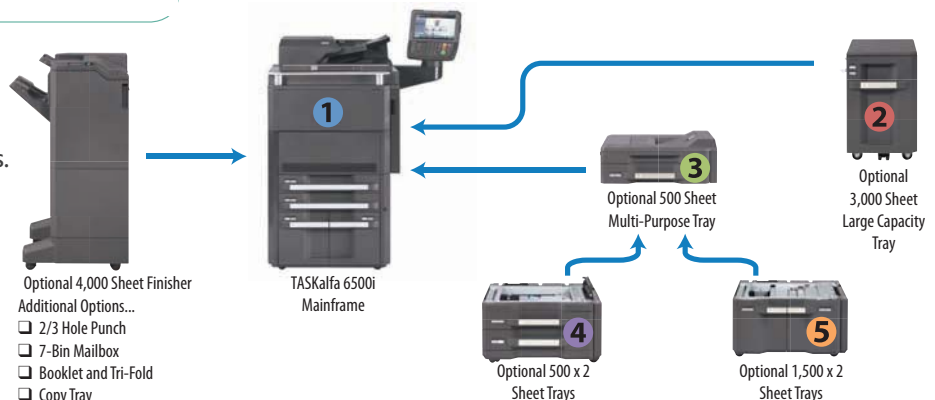 s.
Optional 4,000 Sheet Finisher
Additional Options...
❑ 2/3 Hole Punch
❑ 7-Bin Mailbox
❑ Booklet and Tri-Fold
❑ Copy Tray
1
TASKalfa 6500i
Mainframe
3
Optional 500 Sheet
Multi-Purpose Tray
2
Optional
3,000 Sheet
Large Capacity
Tray
4
Optional 500 x 2
Sheet Trays
5
Optional 1,500 x 2
Sheet Trays